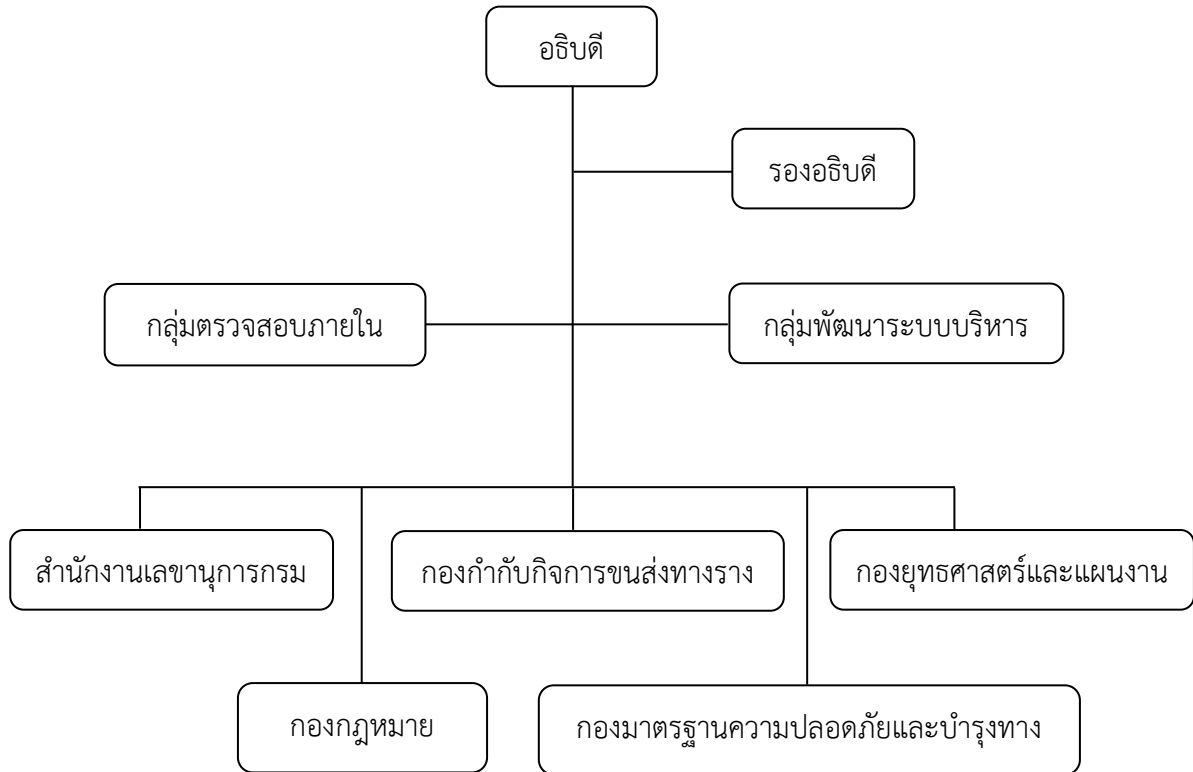 อธิบดี
รองอธิบดี
กลุ่มตรวจสอบภายใน
กลุ่มพัฒนาระบบบริหาร
สำนักงานเลขานุการกรม
กองกำกับกิจการขนส่งทางราง
กองยุทธศาสตร์และแผนงาน
กองกฎหมาย
กองมาตรฐานความปลอดภัยและบำรุงทาง